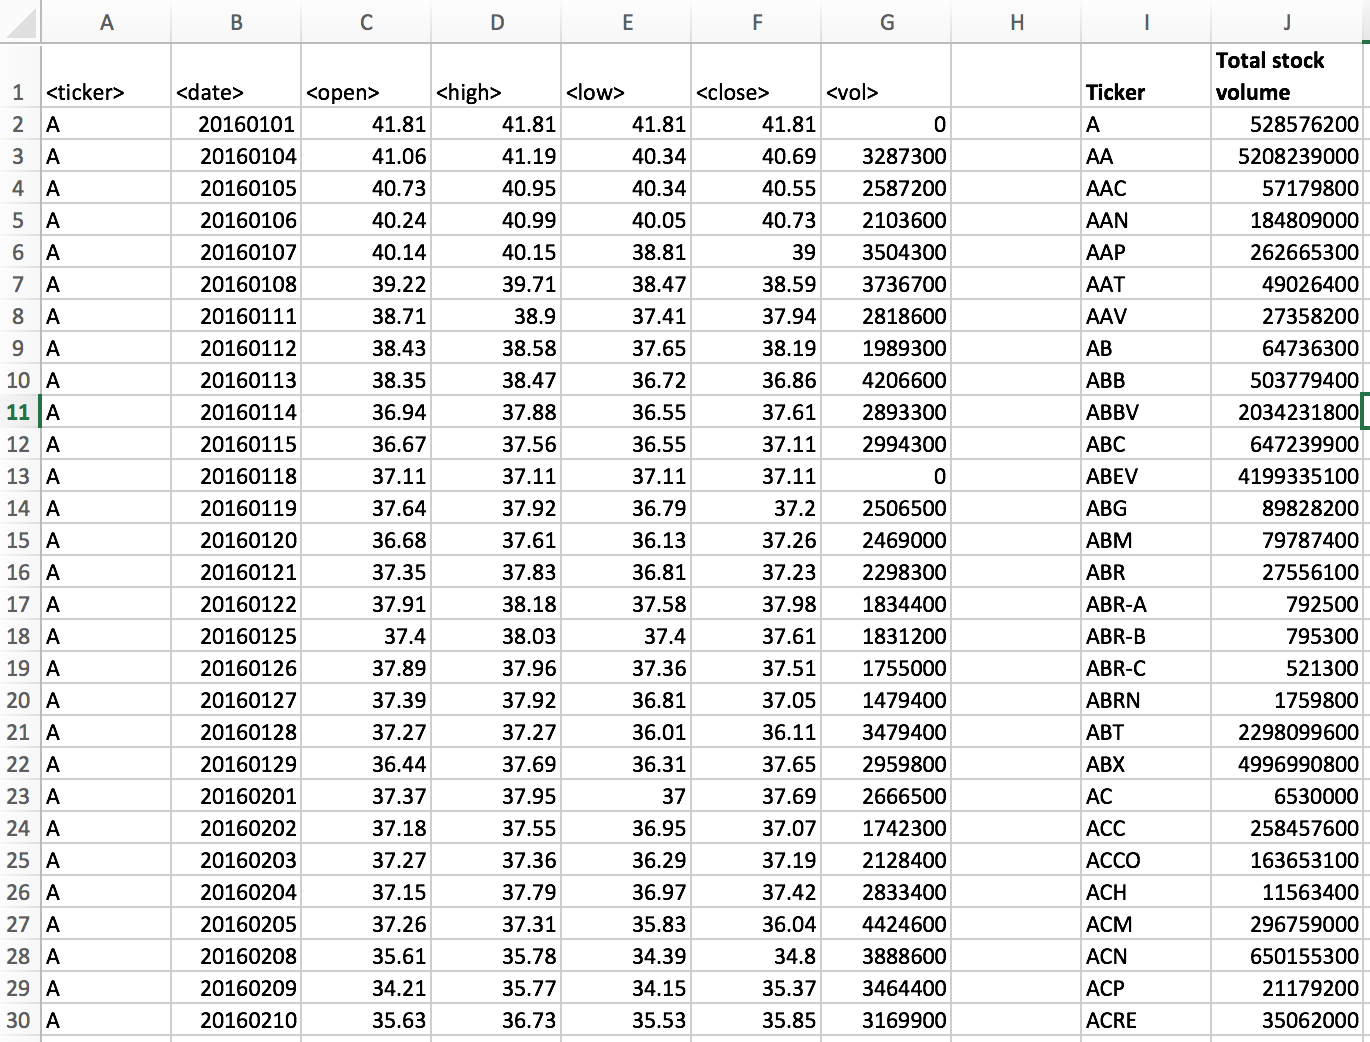 A B C D E F G H I J
Total stock
1 <ticker> <date> <open> <high> <low> <close> <vol> Ticker volume
2 A 20160101 41.81 41.81 41.81 41.81 0 A 528576200
3 A 20160104 41.06 41.19 40.34 40.69 3287300 AA 5208239000
4 A 20160105 40.73 40.95 40.34 40.55 2587200 AAC 57179800
5 A 20160106 40.24 40.99 40.05 40.73 2103600 AAN 184809000
6 A 20160107 40.14 40.15 38.81 39 3504300 AAP 262665300
7 A 20160108 39.22 39.71 38.47 38.59 3736700 AAT 49026400
8 A 20160111 38.71 38.9 37.41 37.94 2818600 AAV 27358200
9 A 20160112 38.43 38.58 37.65 38.19 1989300 AB 64736300
10 A 20160113 38.35 38.47 36.72 36.86 4206600 ABB 503779400
11 A 20160114 36.94 37.88 36.55 37.61 2893300 ABBV 2034231800
12 A 20160115 36.67 37.56 36.55 37.11 2994300 ABC 647239900
13 A 20160118 37.11 37.11 37.11 37.11 0 ABEV 4199335100
14 A 20160119 37.64 37.92 36.79 37.2 2506500 ABG 89828200
15 A 20160120 36.68 37.61 36.13 37.26 2469000 ABM 79787400
16 A 20160121 37.35 37.83 36.81 37.23 2298300 ABR 27556100
17 A 20160122 37.91 38.18 37.58 37.98 1834400 ABR-A 792500
18 A 20160125 37.4 38.03 37.4 37.61 1831200 ABR-B 795300
19 A 20160126 37.89 37.96 37.36 37.51 1755000 ABR-C 521300
20 A 20160127 37.39 37.92 36.81 37.05 1479400 ABRN 1759800
21 A 20160128 37.27 37.27 36.01 36.11 3479400 ABT 2298099600
22 A 20160129 36.44 37.69 36.31 37.65 2959800 ABX 4996990800
23 A 20160201 37.37 37.95 37 37.69 2666500 AC 6530000
24 A 20160202 37.18 37.55 36.95 37.07 1742300 ACC 258457600
25 A 20160203 37.27 37.36 36.29 37.19 2128400 ACCO 163653100
26 A 20160204 37.15 37.79 36.97 37.42 2833400 ACH 11563400
27 A 20160205 37.26 37.31 35.83 36.04 4424600 ACM 296759000
28 A 20160208 35.61 35.78 34.39 34.8 3888600 ACN 650155300
29 A 20160209 34.21 35.77 34.15 35.37 3464400 ACP 21179200
30 A 20160210 35.63 36.73 35.53 35.85 3169900 ACRE 35062000